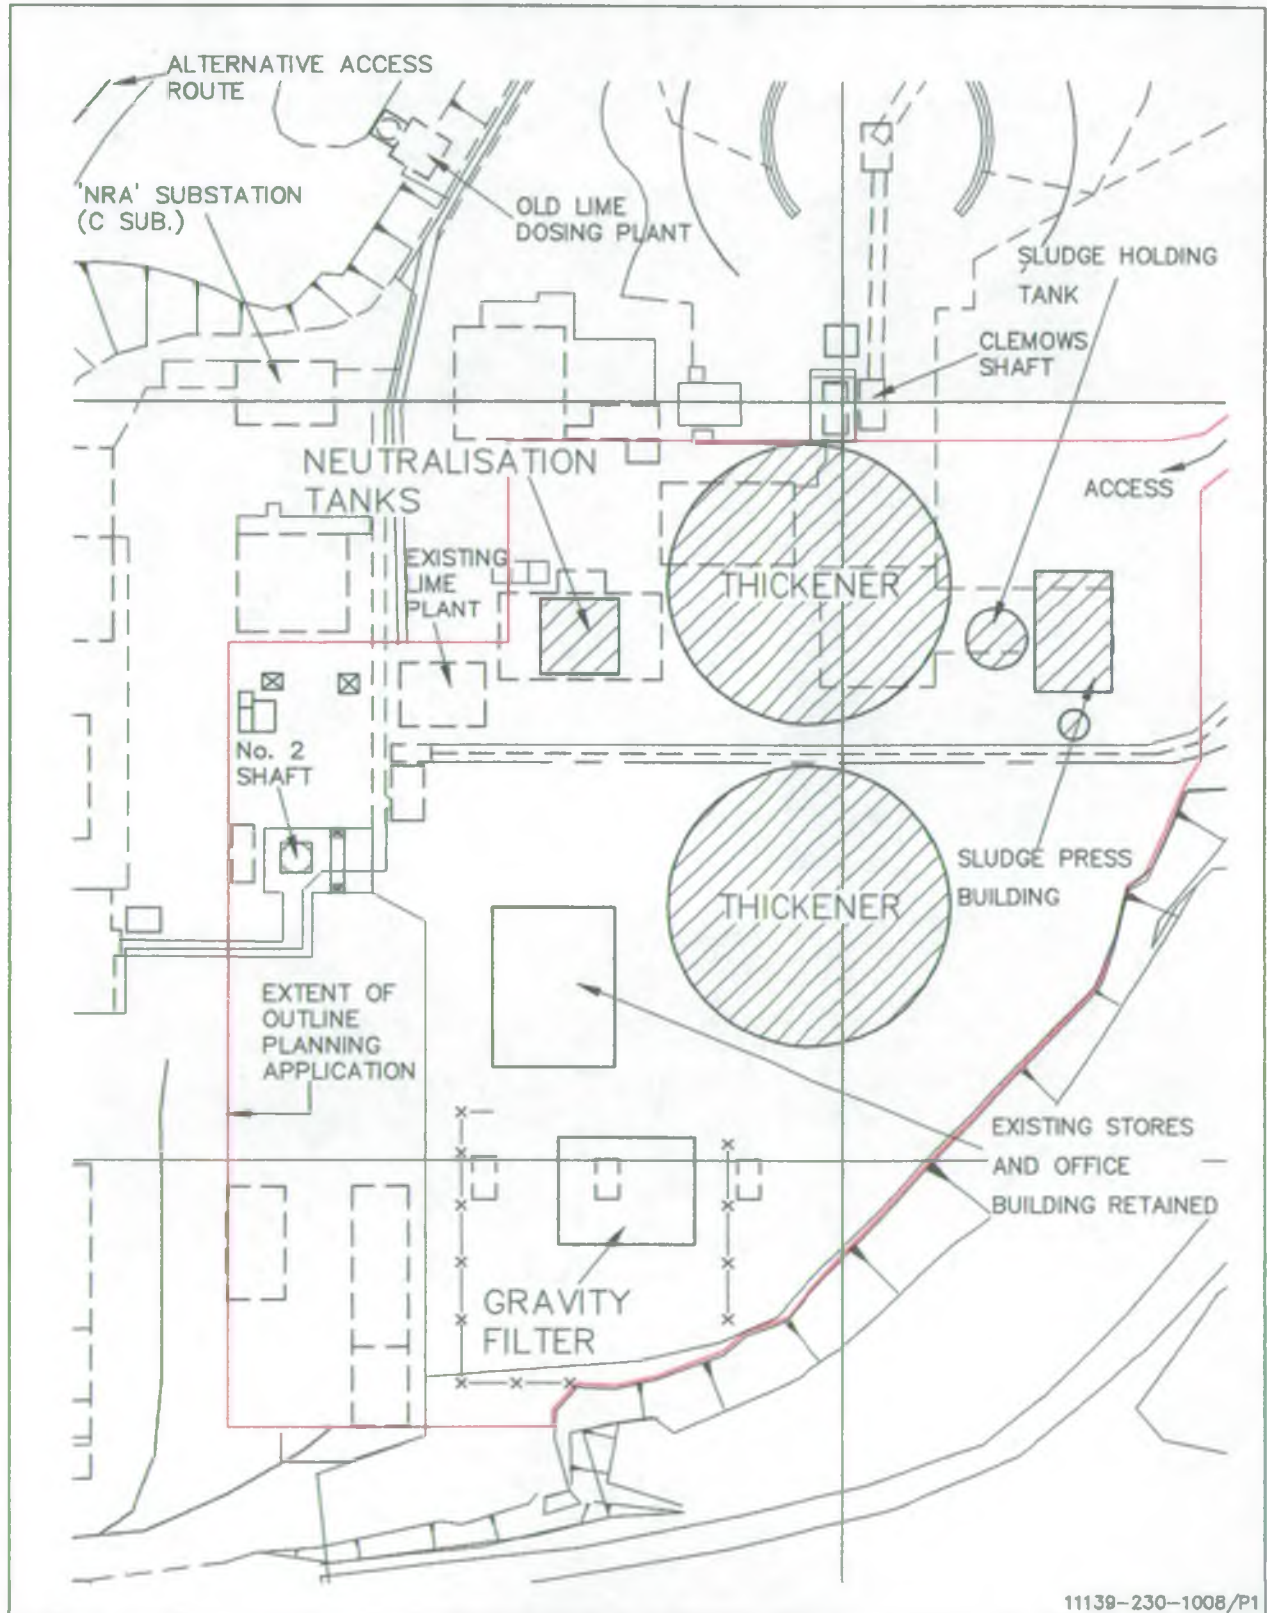 ALTERNATIVE ACCESS
ROUTE
'NRA' SUBSTATION
(C SUB.)
OLD LIME
DOSING PLANT
SLUDGE HOLDING
TANK
CLEMOWS
SHAFT
NEUTRALISATION
TANKS
ACCESS
EXISTING
LIME
PLANT
THICKENER
No. 2
SHAFT
SLUDGE PRESS
BUILDING
THICKENER
EXTENT OF
OUTLINE
PLANNING
APPLICATION
EXISTING STORES
AND OFFICE
BUILDING RETAINED
GRAVITY
FILTER
11139-230-1008/P1